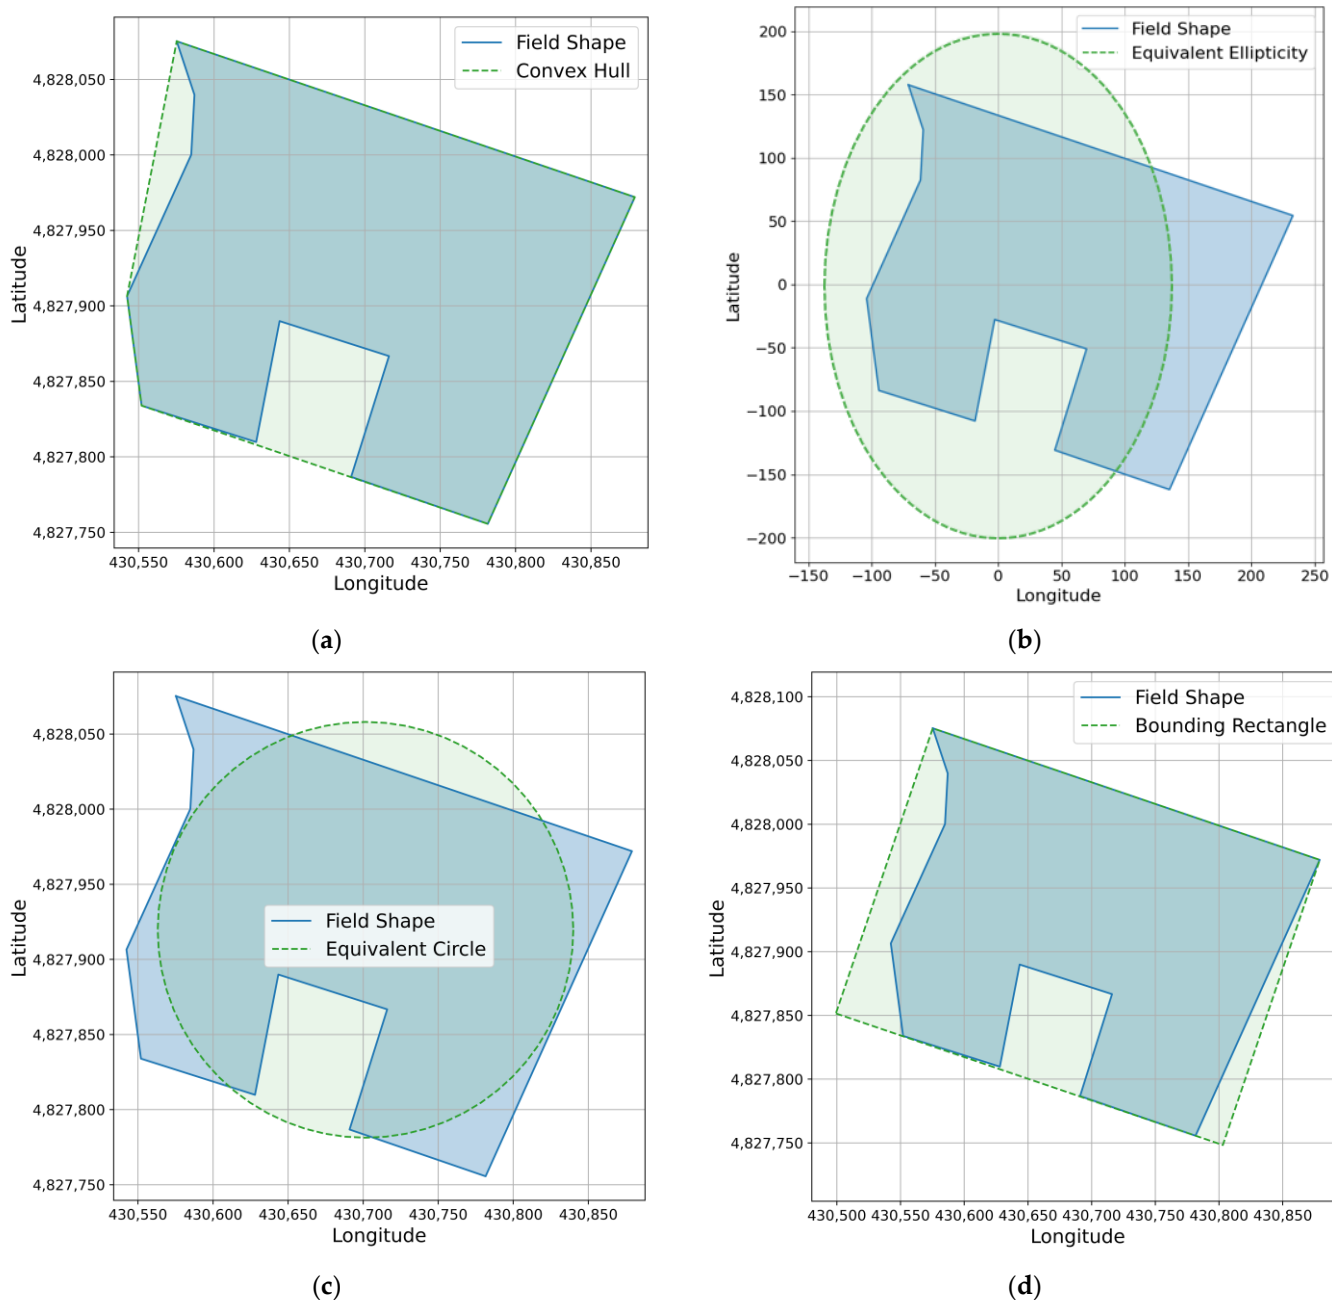 Field Shape
Convex Hull
4,828,050
4,828,000
4,827,950
4,827,900
4,827,850
4,827,800
4,827,750
Latitude
430,550 430,600 430,650 430,700 430,750 430,800 430,850
Longitude
(a)
Field Shape
Equivalent Ellipticity
200
150
100
50
0
−50
−100
−150
−200
Latitude
−150 −100 −50 0 50 100 150 200 250
Longitude
(b)
4,828,050
4,828,000
4,827,950
4,827,900
4,827,850
4,827,800
4,827,750
Latitude
Field Shape
Equivalent Circle
430,550 430,600 430,650 430,700 430,750 430,800 430,850
Longitude
(c)
Field Shape
Bounding Rectangle
4,828,100
4,828,050
4,828,000
4,827,950
4,827,900
4,827,850
4,827,800
4,827,750
Latitude
430,500 430,550 430,600 430,650 430,700 430,750 430,800 430,850
Longitude
(d)